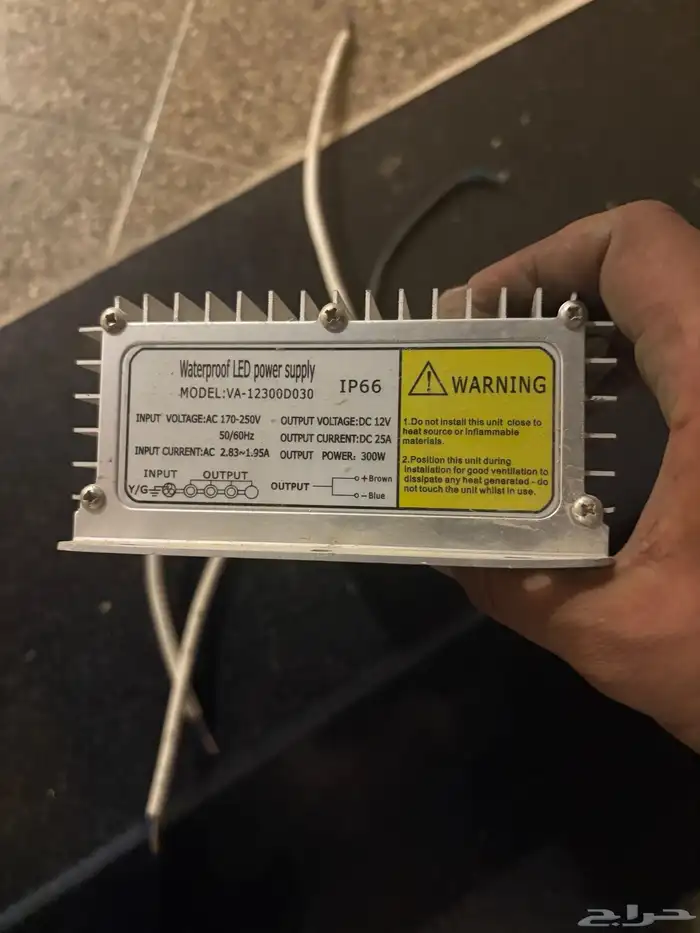 Waterproof LED power supply
MODEL:VA-12300D030
IP66
INPUT VOLTAGE:AC 170-250V
50/60Hz
INPUT CURRENT:AC 2.83~1.95A
OUTPUT VOLTAGE:DC 12V
OUTPUT CURRENT:DC 25A
OUTPUT POWER: 300W
INPUT OUTPUT
Y/G
OUTPUT
+ Brown
- Blue
WARNING
1.Do not install this unit close to
heat source or inflammable
materials.
2.Position this unit during
installation for good ventilation to
dissipate any heat generated - do
not touch the unit whilst in use.
حراج